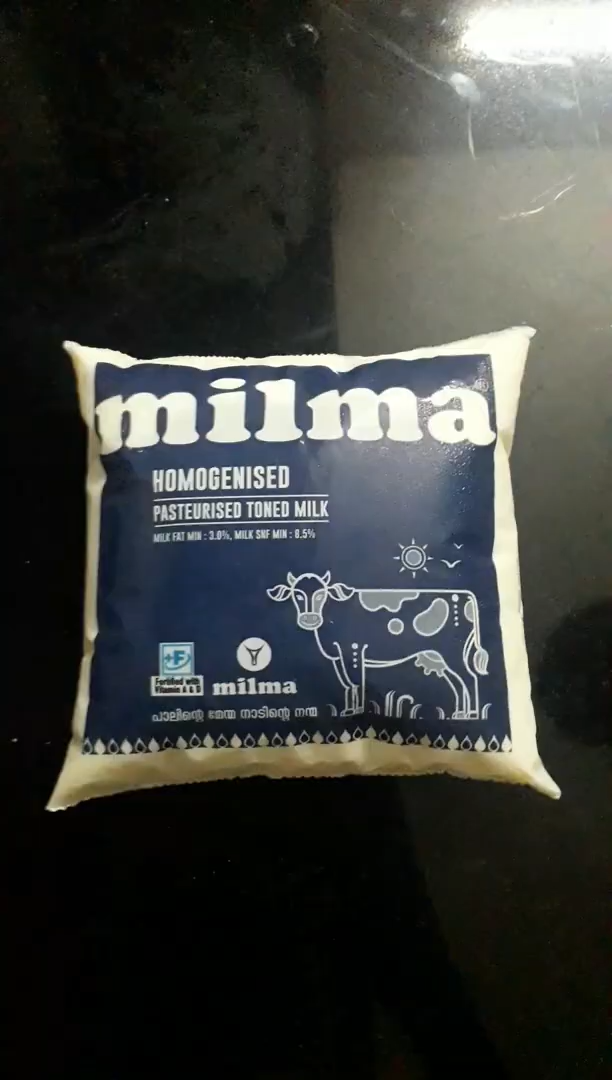 milma
HOMOGENISED
PASTEURISED TONED MILK
MILK FAT MIN : 3.0%, MILK SNF MIN : 8.5%
+F
Fortified with
Vitamin A & D
milma
പാലിന്റെ മേന്മ നാടിന്റെ നന്മ